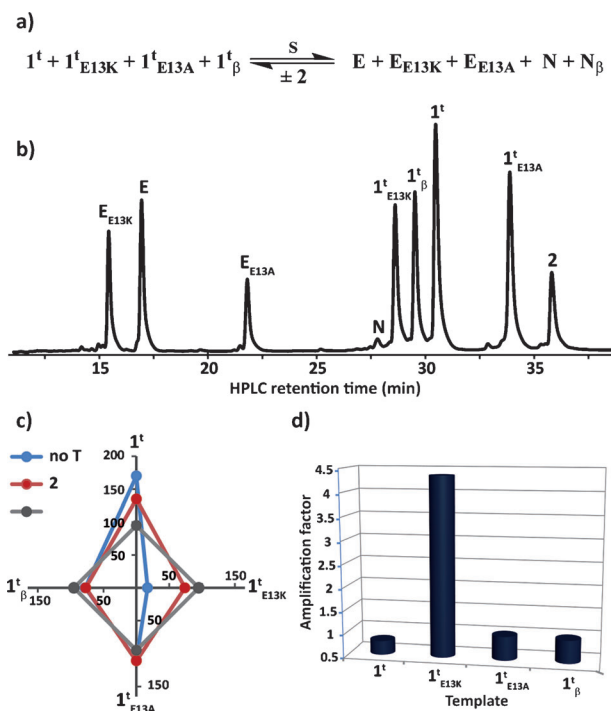 a)
1ᵗ + 1ᵗE13K + 1ᵗE13A + 1ᵗβ S ± 2 E + EE13K + EE13A + N + Nβ
b)
EE13K E EE13A N 1ᵗE13K 1ᵗβ 1ᵗ 1ᵗE13A 2
15 20 25 30 35
HPLC retention time (min)
c)
no T
2
1ᵗ
200
150
100
50
1ᵗβ 150 50 50 150 1ᵗE13K
50
150
1ᵗE13A
d)
Amplification factor
4.5
4
3.5
3
2.5
2
1.5
1
0.5
1ᵗ 1ᵗE13K 1ᵗE13A 1ᵗβ
Template